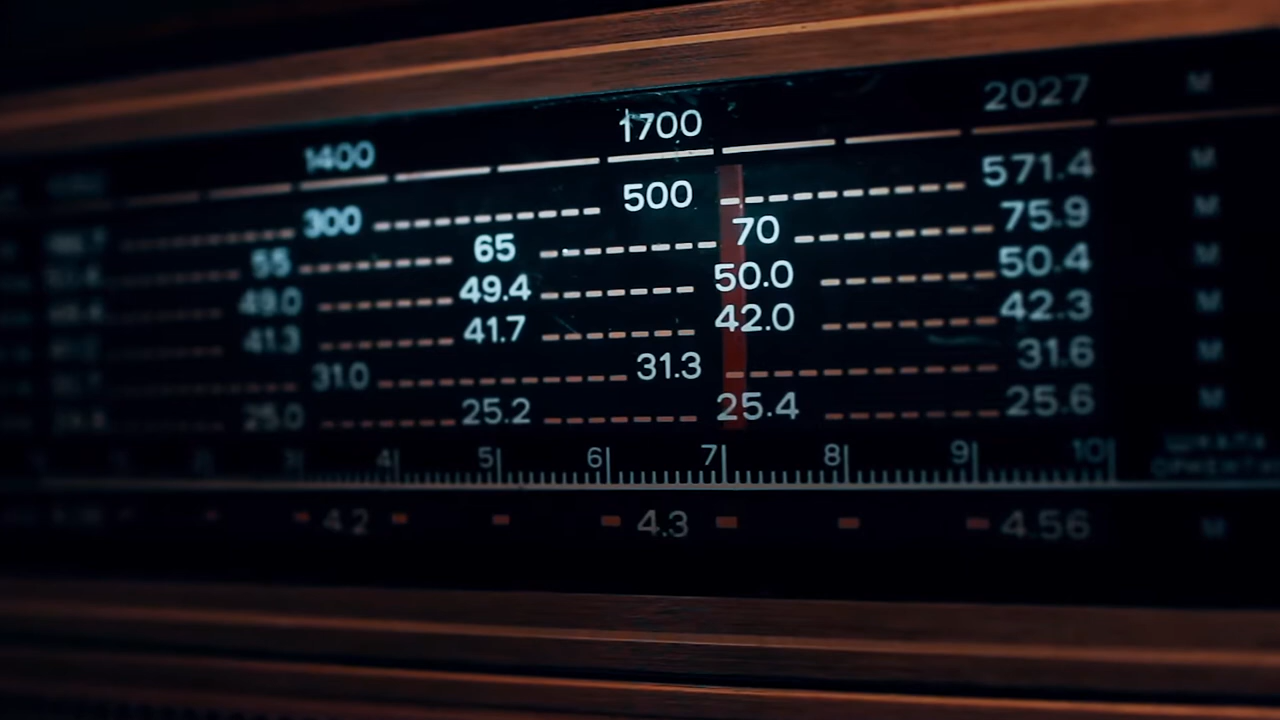 1400 1700 2027 М
300 500 571.4 М
55 65 70 75.9 М
49.0 49.4 50.0 50.4 М
41.3 41.7 42.0 42.3 М
31.0 31.3 31.6 М
25.0 25.2 25.4 25.6 М
4 5 6 7 8 9 10 ШКАЛА
4.2 4.3 4.56 М